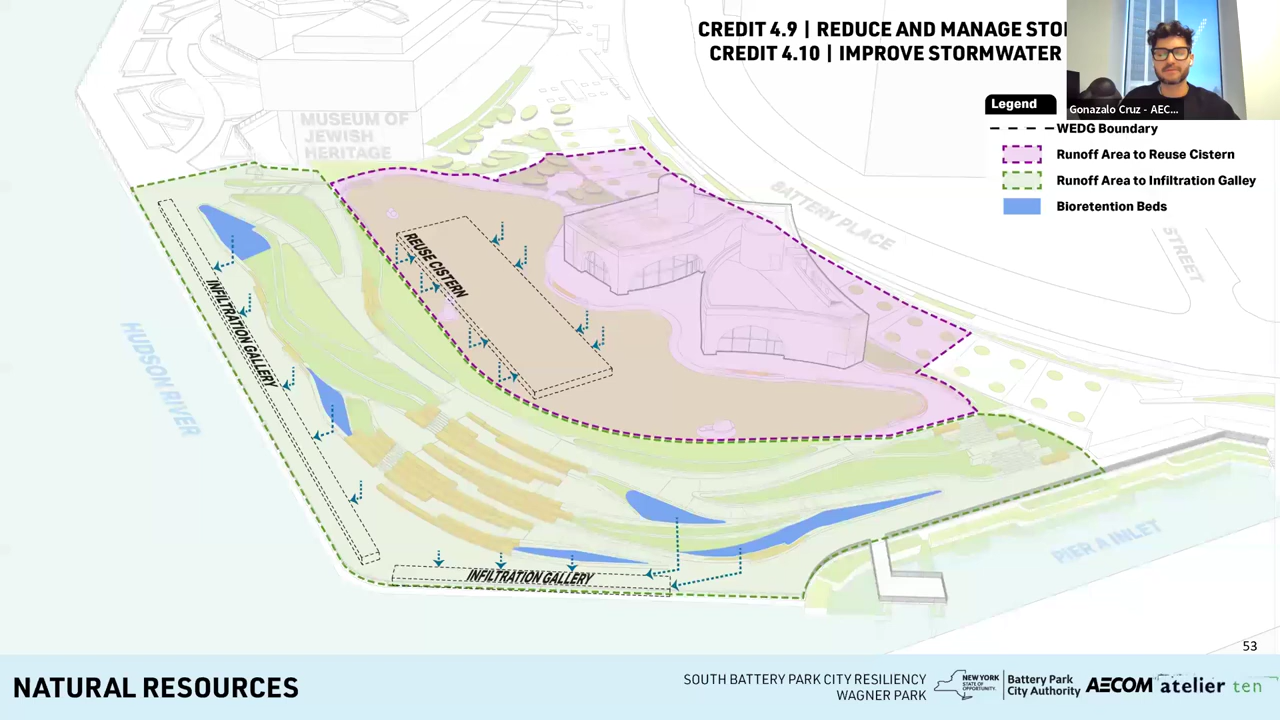 CREDIT 4.9 | REDUCE AND MANAGE
CREDIT 4.10 | IMPROVE STORMWATER
Gonazalo Cruz - AEC...
Legend
WEDG Boundary
Runoff Area to Reuse Cistern
Runoff Area to Infiltration Galley
Bioretention Beds
MUSEUM OF
JEWISH
HERITAGE
BATTERY PLACE
STREET
REUSE CISTERN
INFILTRATION GALLERY
HUDSON RIVER
INFILTRATION GALLERY
PIER A INLET
53
NATURAL RESOURCES
SOUTH BATTERY PARK CITY RESILIENCY
WAGNER PARK
NEW YORK
STATE OF
OPPORTUNITY.
Battery Park
City Authority
AECOM
atelier ten